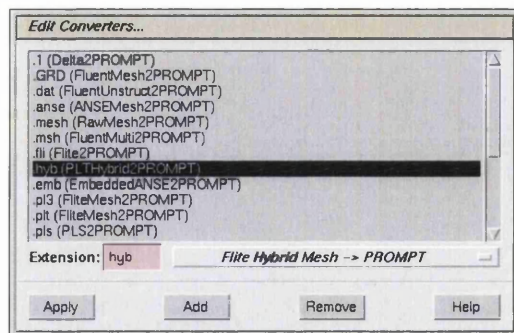 Edit Converters...
.1 (Delta2PROMPT)
.GRD (FluentMesh2PROMPT)
.dat (FluentUnstruct2PROMPT)
.anse (ANSEMesh2PROMPT)
.mesh (RawMesh2PROMPT)
.msh (FluentMulti2PROMPT)
.fli (Flite2PROMPT)
.hyb (PLTHybrid2PROMPT)
.emb (EmbeddedANSE2PROMPT)
.pl3 (FliteMesh2PROMPT)
.plt (FliteMesh2PROMPT)
.pls (PLS2PROMPT)
Extension: hyb Flite Hybrid Mesh -> PROMPT
Apply Add Remove Help